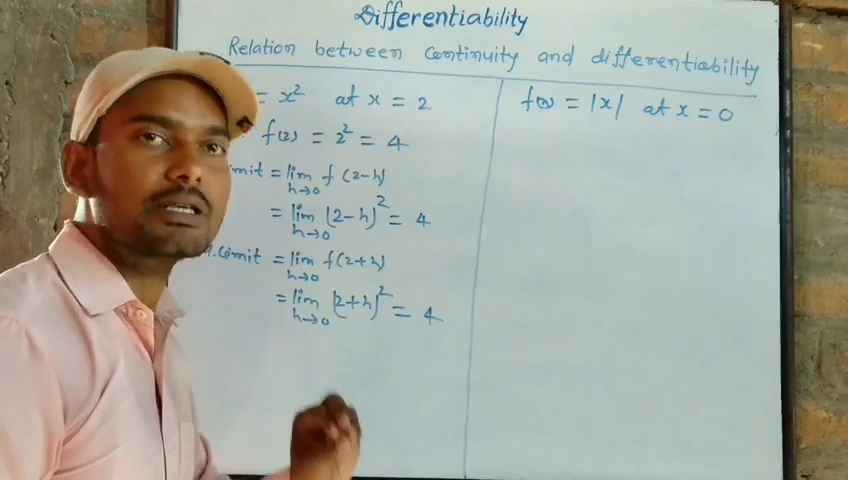 Differentiability
Relation between Continuity and differentiability
= x² at x = 2
f(2) = 2² = 4
limit = lim f(2-h)
h→0
= lim (2-h)² = 4
h→0
limit = lim f(2+h)
h→0
= lim (2+h)² = 4
h→0
f(x) = |x| at x = 0